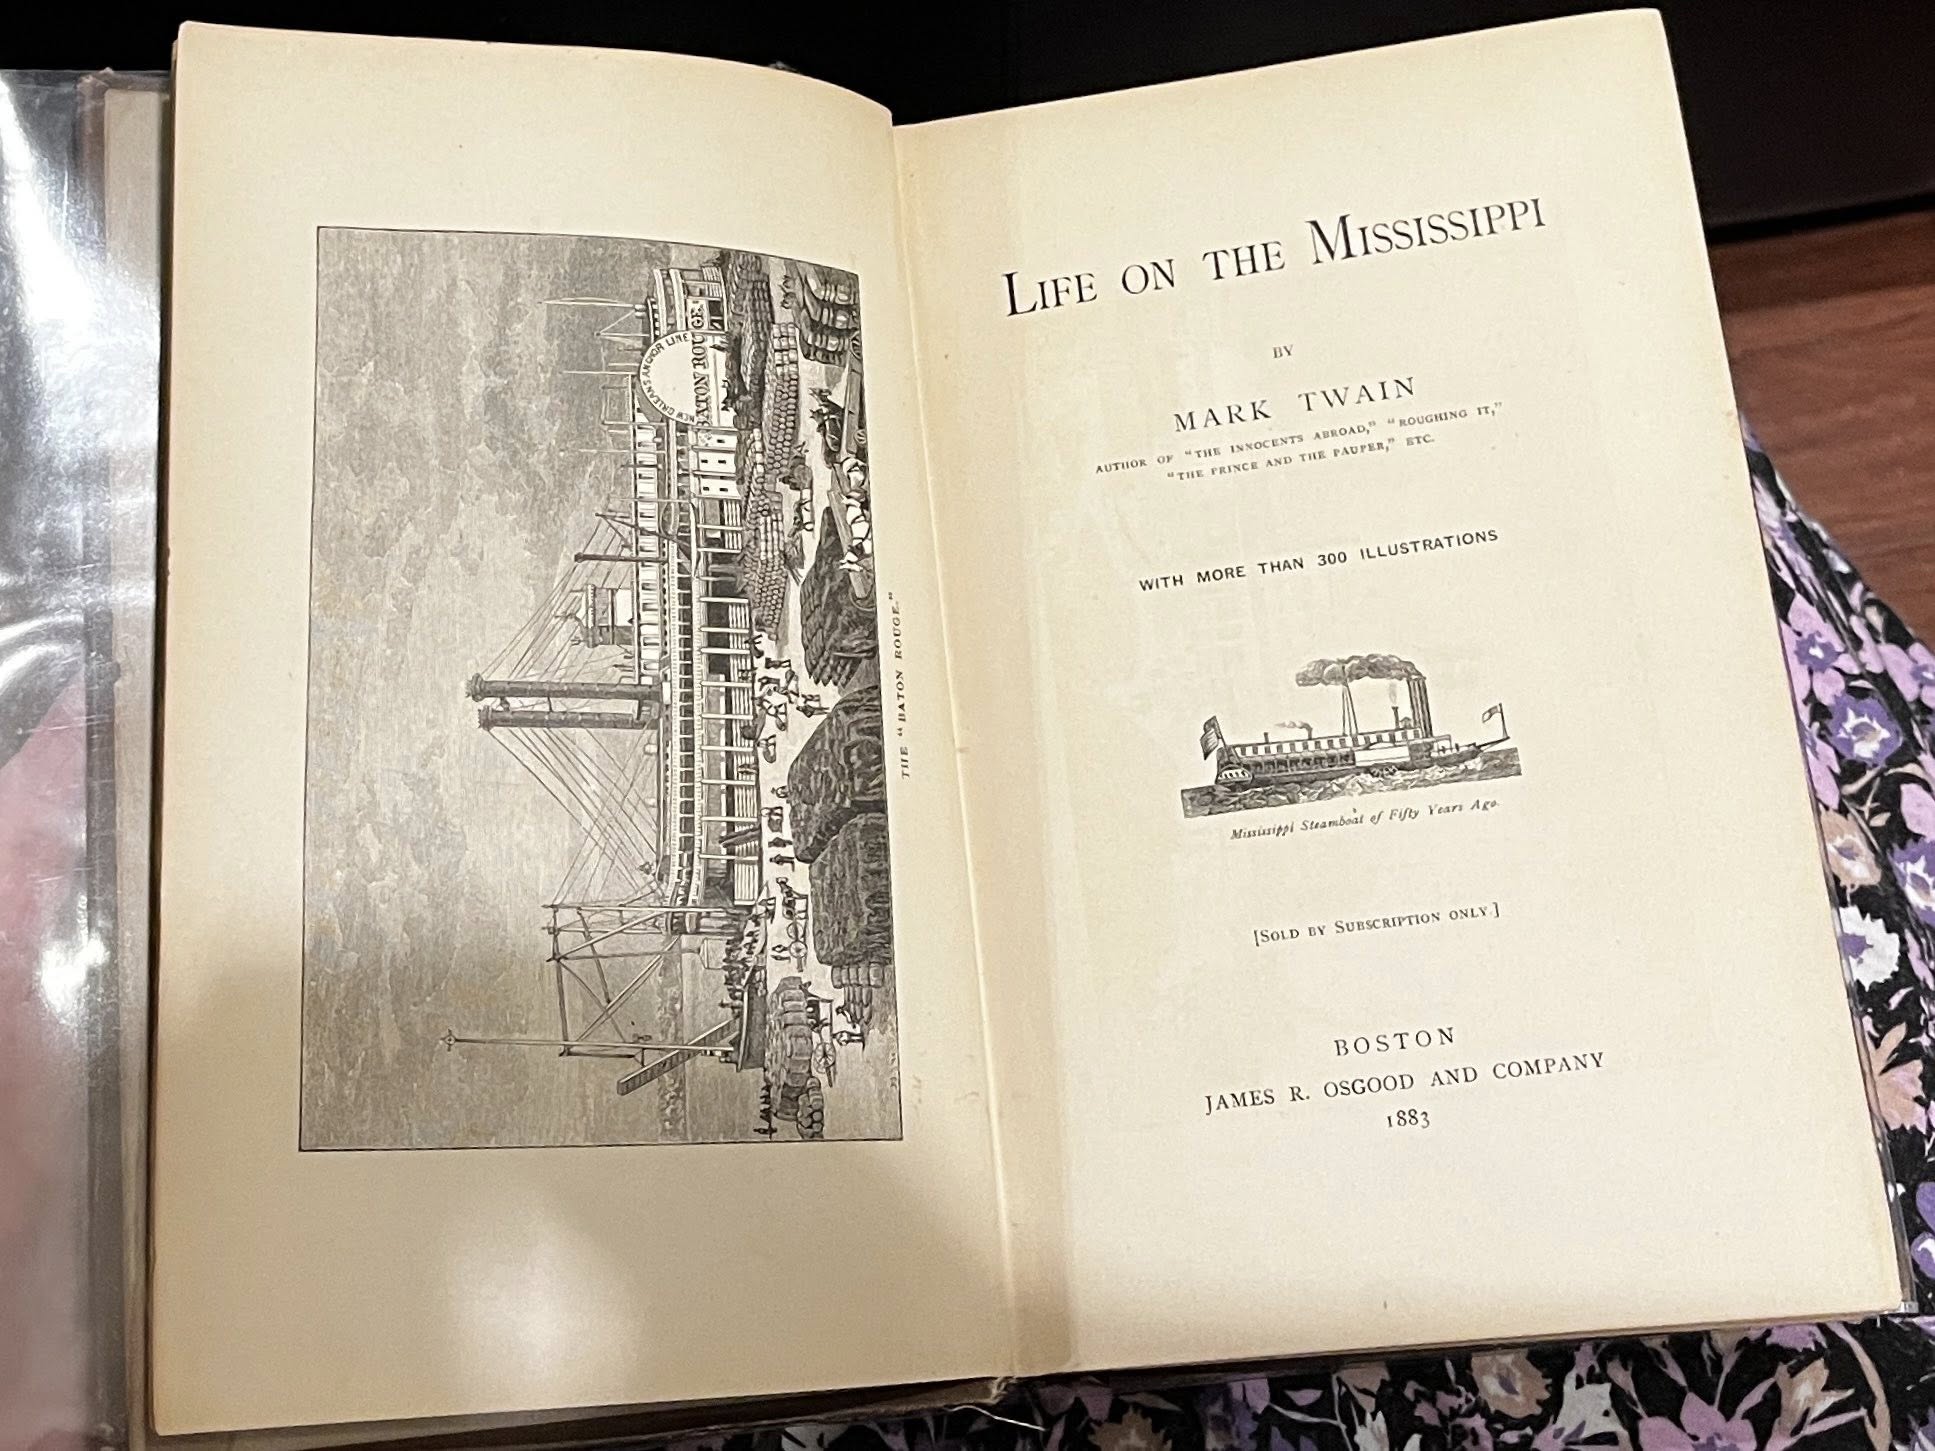 NEW ORLEANS ANCHOR LINE
BATON ROUGE
THE "BATON ROUGE."
LIFE ON THE MISSISSIPPI
BY
MARK TWAIN
AUTHOR OF "THE INNOCENTS ABROAD," "ROUGHING IT,"
"THE PRINCE AND THE PAUPER," ETC.
WITH MORE THAN 300 ILLUSTRATIONS
Mississippi Steamboat of Fifty Years Ago.
[SOLD BY SUBSCRIPTION ONLY.]
BOSTON
JAMES R. OSGOOD AND COMPANY
1883